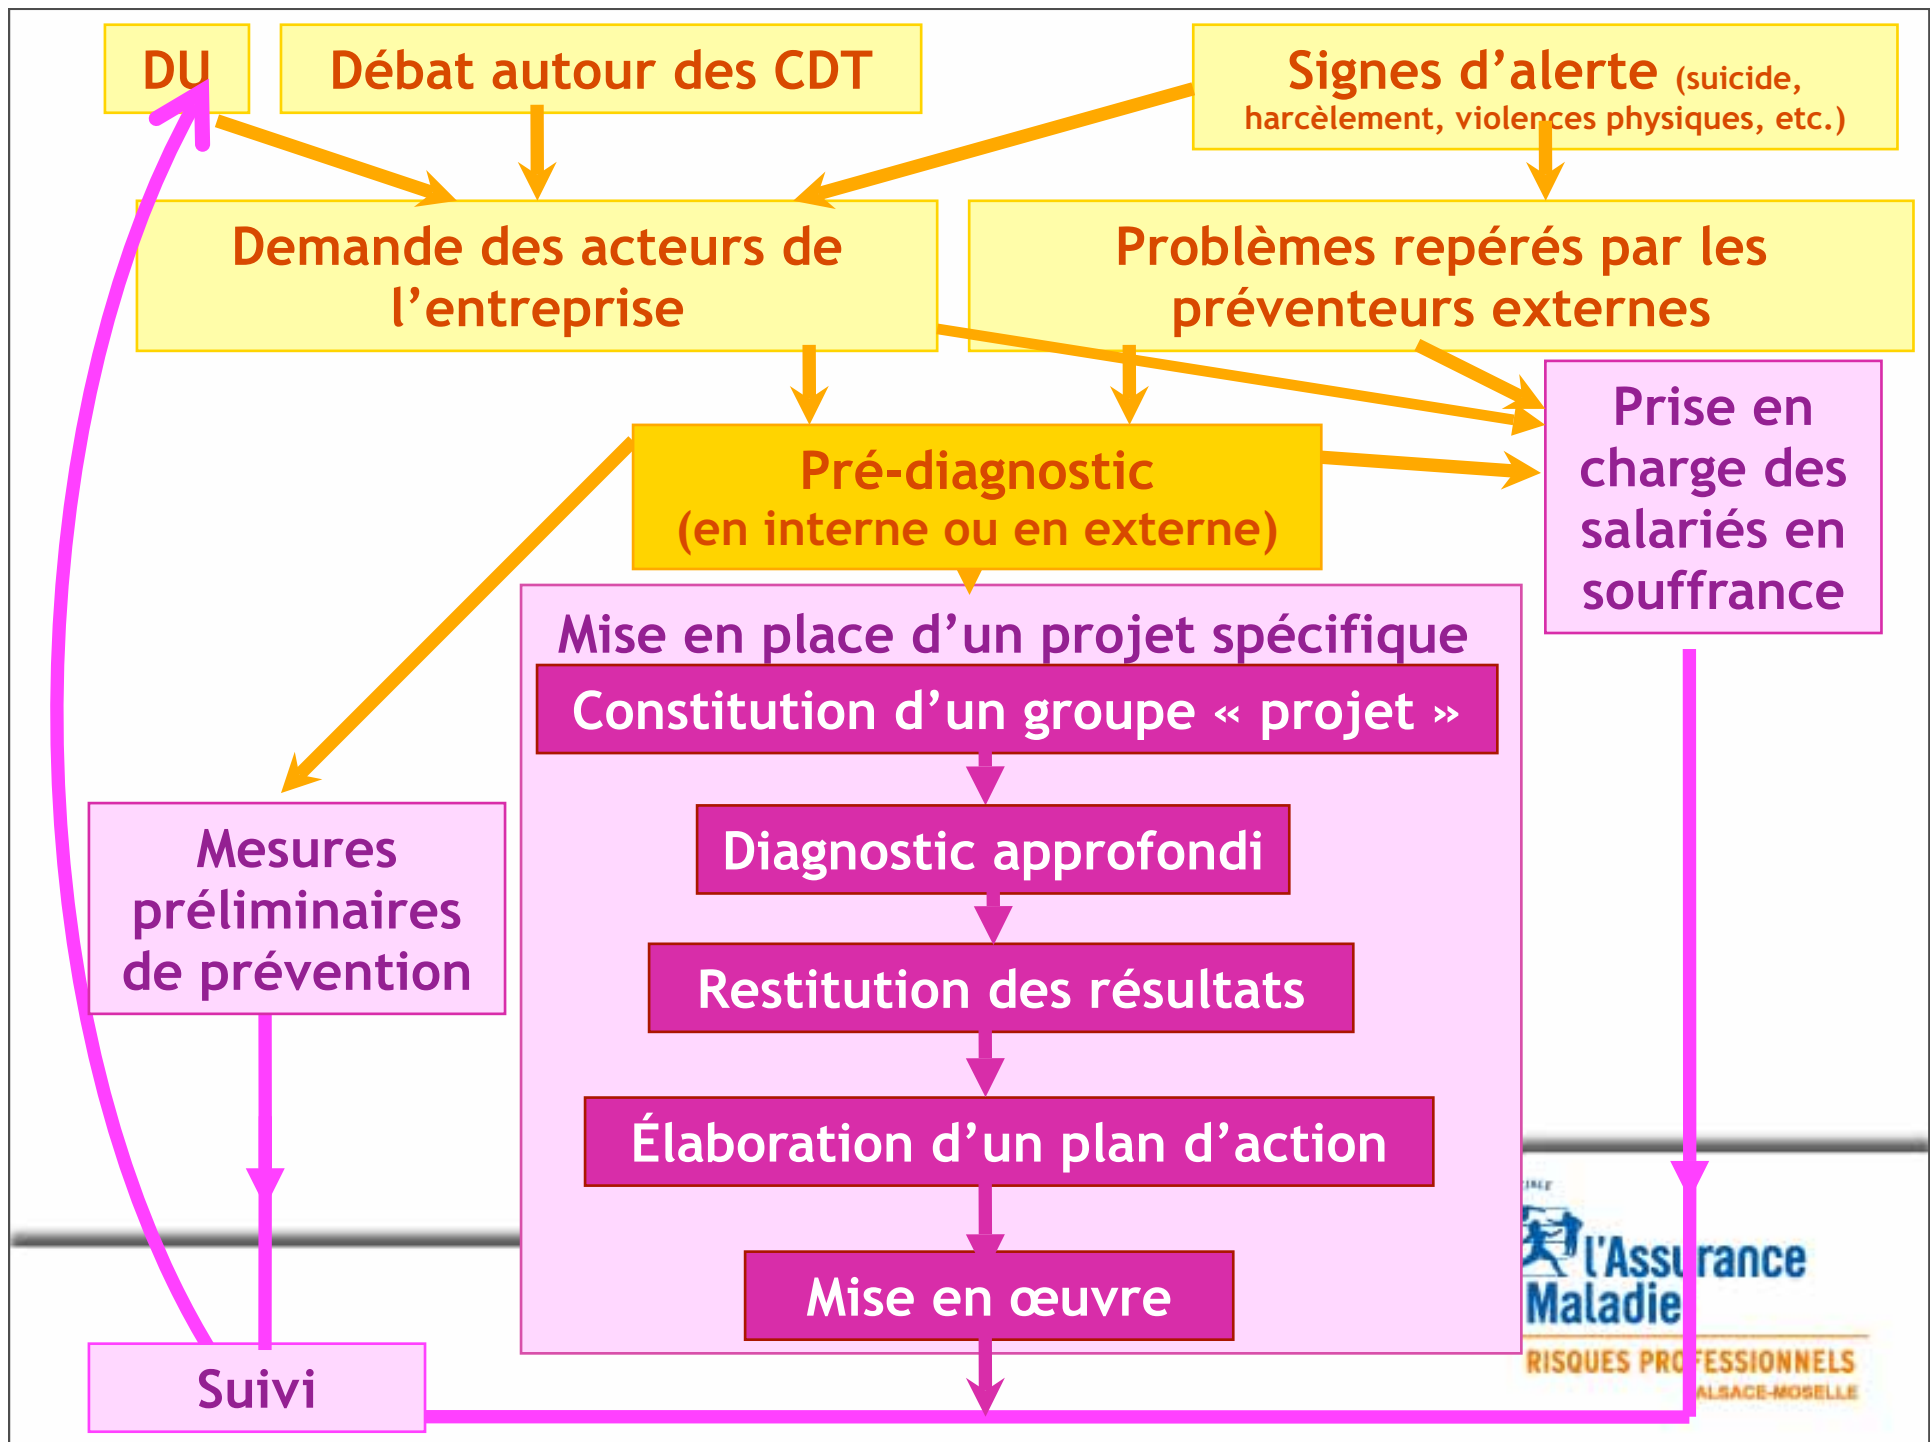 DU
Débat autour des CDT
Signes d’alerte (suicide,
harcèlement, violences physiques, etc.)
Demande des acteurs de
l’entreprise
Problèmes repérés par les
préventeurs externes
Prise en
charge des
salariés en
souffrance
Pré-diagnostic
(en interne ou en externe)
Mise en place d’un projet spécifique
Constitution d’un groupe « projet »
Diagnostic approfondi
Restitution des résultats
Élaboration d’un plan d’action
Mise en œuvre
Mesures
préliminaires
de prévention
Suivi
l'Assurance
Maladie
RISQUES PROFESSIONNELS
ALSACE-MOSELLE